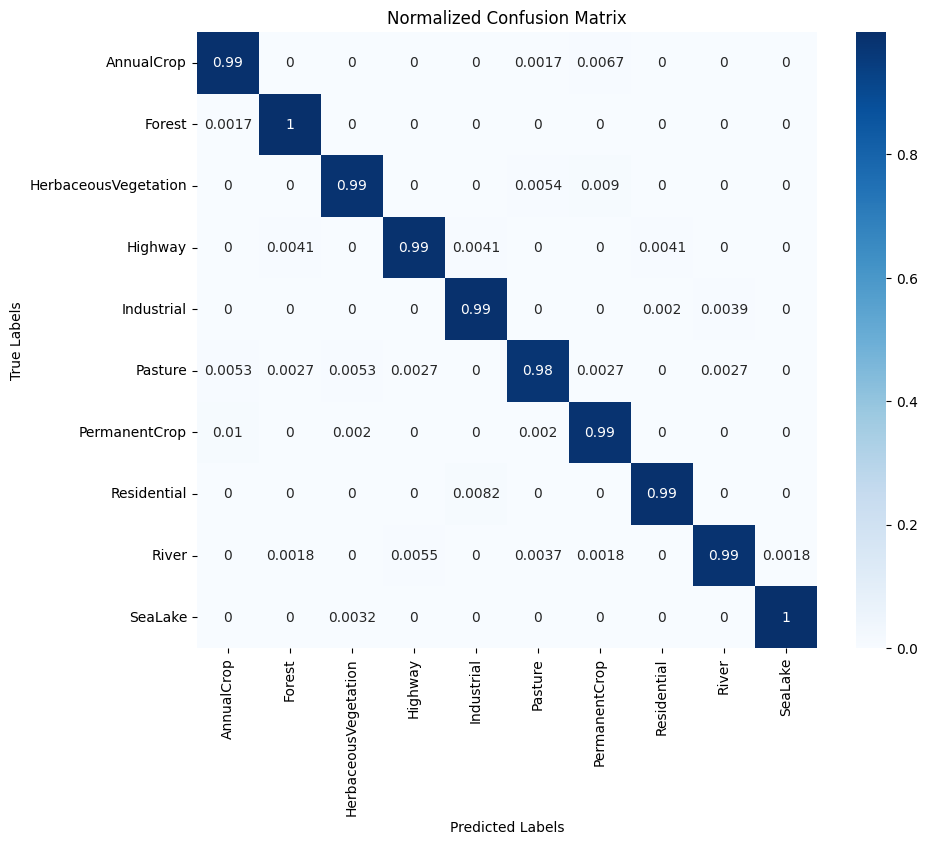 Normalized Confusion Matrix
True Labels
AnnualCrop 0.99 0 0 0 0 0.0017 0.0067 0 0 0
Forest 0.0017 1 0 0 0 0 0 0 0 0
HerbaceousVegetation 0 0 0.99 0 0 0.0054 0.009 0 0 0
Highway 0 0.0041 0 0.99 0.0041 0 0 0.0041 0 0
Industrial 0 0 0 0 0.99 0 0 0.002 0.0039 0
Pasture 0.0053 0.0027 0.0053 0.0027 0 0.98 0.0027 0 0.0027 0
PermanentCrop 0.01 0 0.002 0 0 0.002 0.99 0 0 0
Residential 0 0 0 0 0.0082 0 0 0.99 0 0
River 0 0.0018 0 0.0055 0 0.0037 0.0018 0 0.99 0.0018
SeaLake 0 0 0.0032 0 0 0 0 0 0 1
AnnualCrop Forest HerbaceousVegetation Highway Industrial Pasture PermanentCrop Residential River SeaLake
Predicted Labels
0.8
0.6
0.4
0.2
0.0